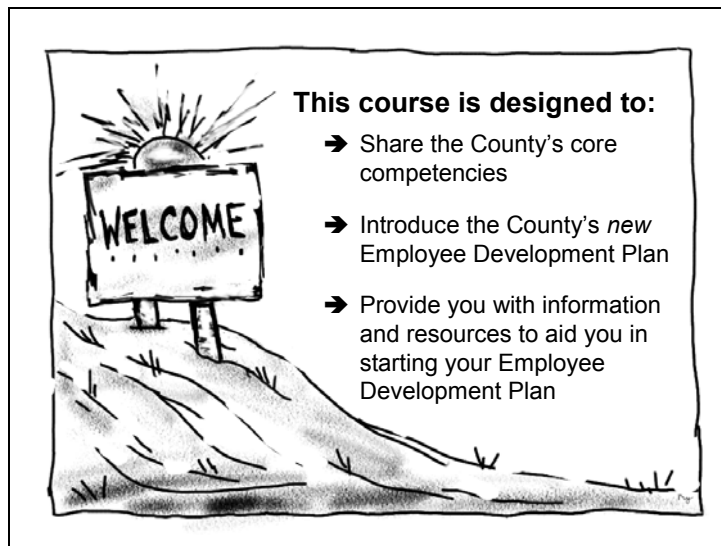 This course is designed to:
➔ Share the County's core
competencies
WELCOME
➔ Introduce the County's new
Employee Development Plan
➔ Provide you with information
and resources to aid you in
starting your Employee
Development Plan